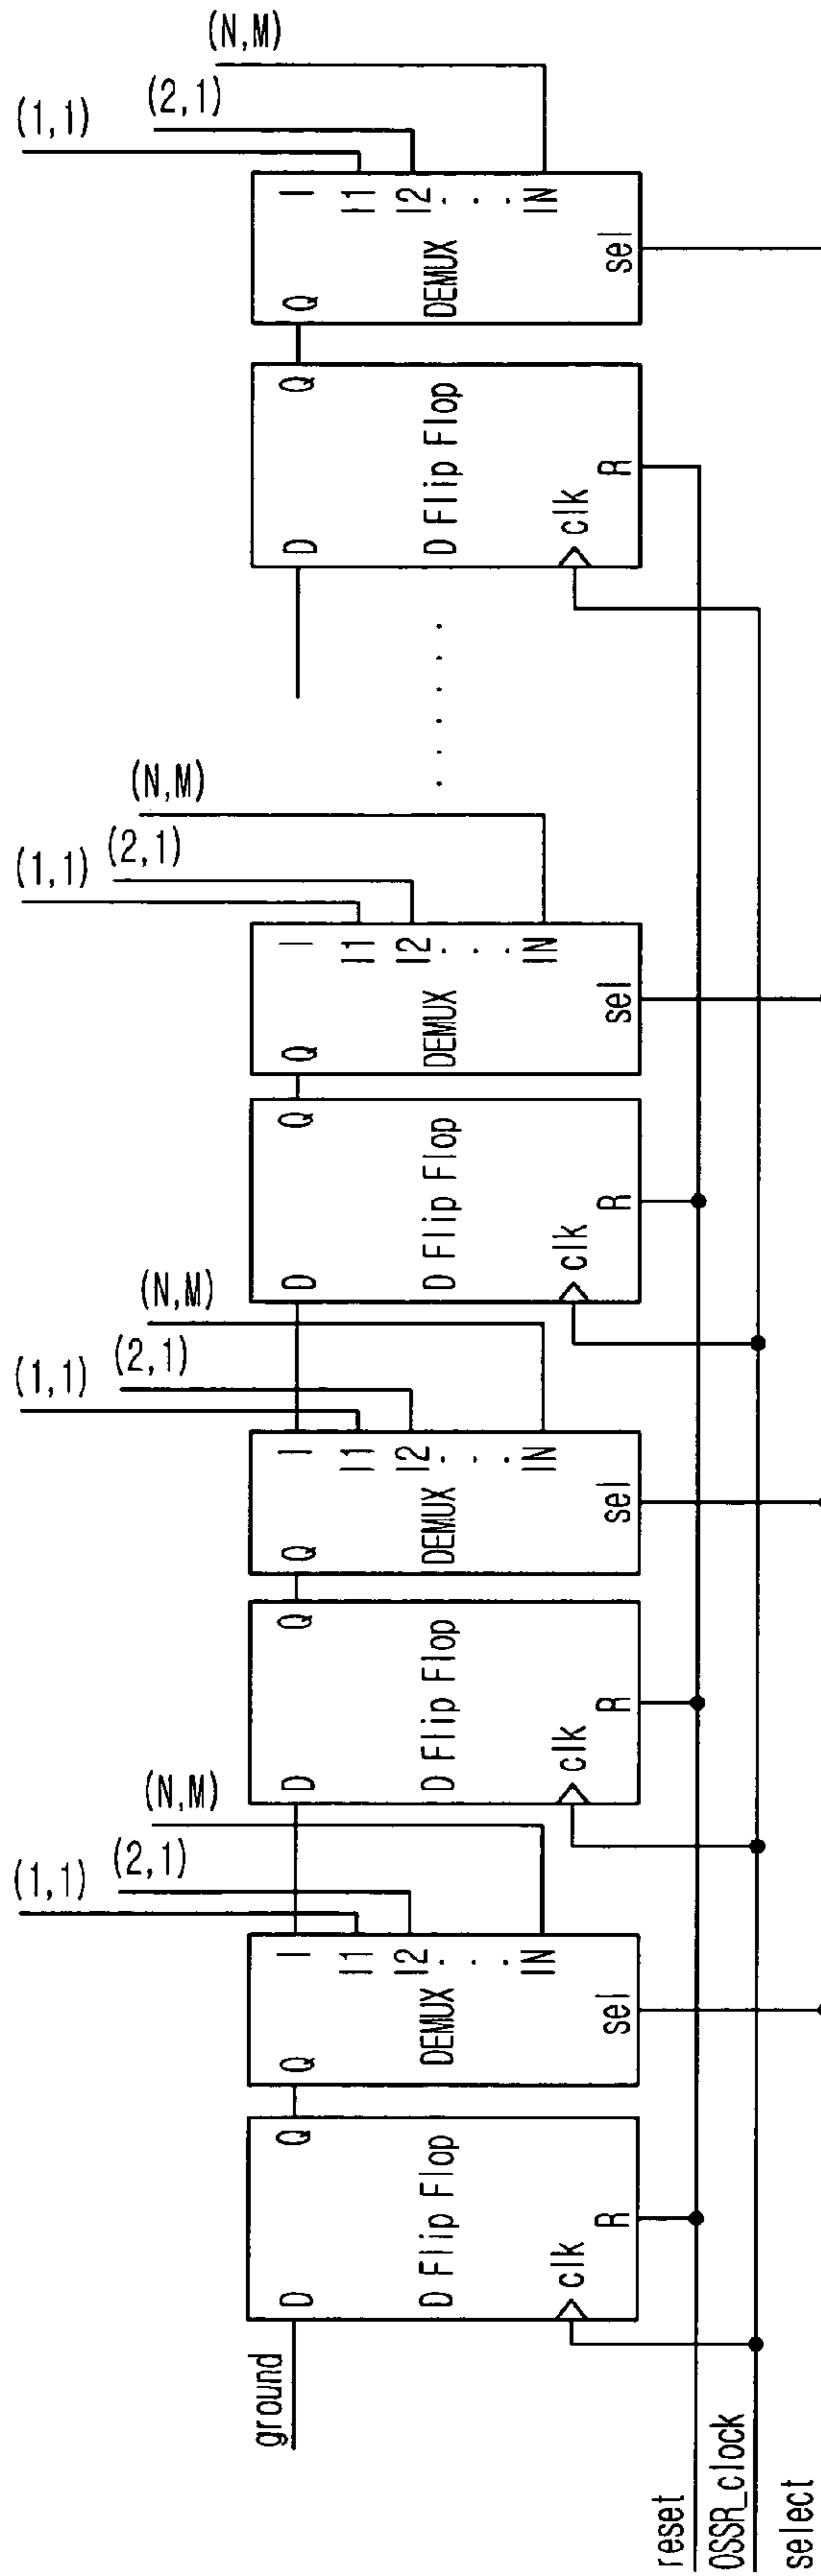 ground
D
Q
D Flip Flop
clk
R
(1,1)
(2,1)
(N,M)
Q
I
I1
DEMUX
I2
...
IN
sel
D
Q
D Flip Flop
clk
R
(1,1)
(2,1)
(N,M)
Q
I
I1
DEMUX
I2
...
IN
sel
D
Q
D Flip Flop
clk
R
(1,1)
(2,1)
(N,M)
Q
I
I1
DEMUX
I2
...
IN
sel
......
D
Q
D Flip Flop
clk
R
(1,1)
(2,1)
(N,M)
Q
I
I1
DEMUX
I2
...
IN
sel
reset
OSSR_clock
select